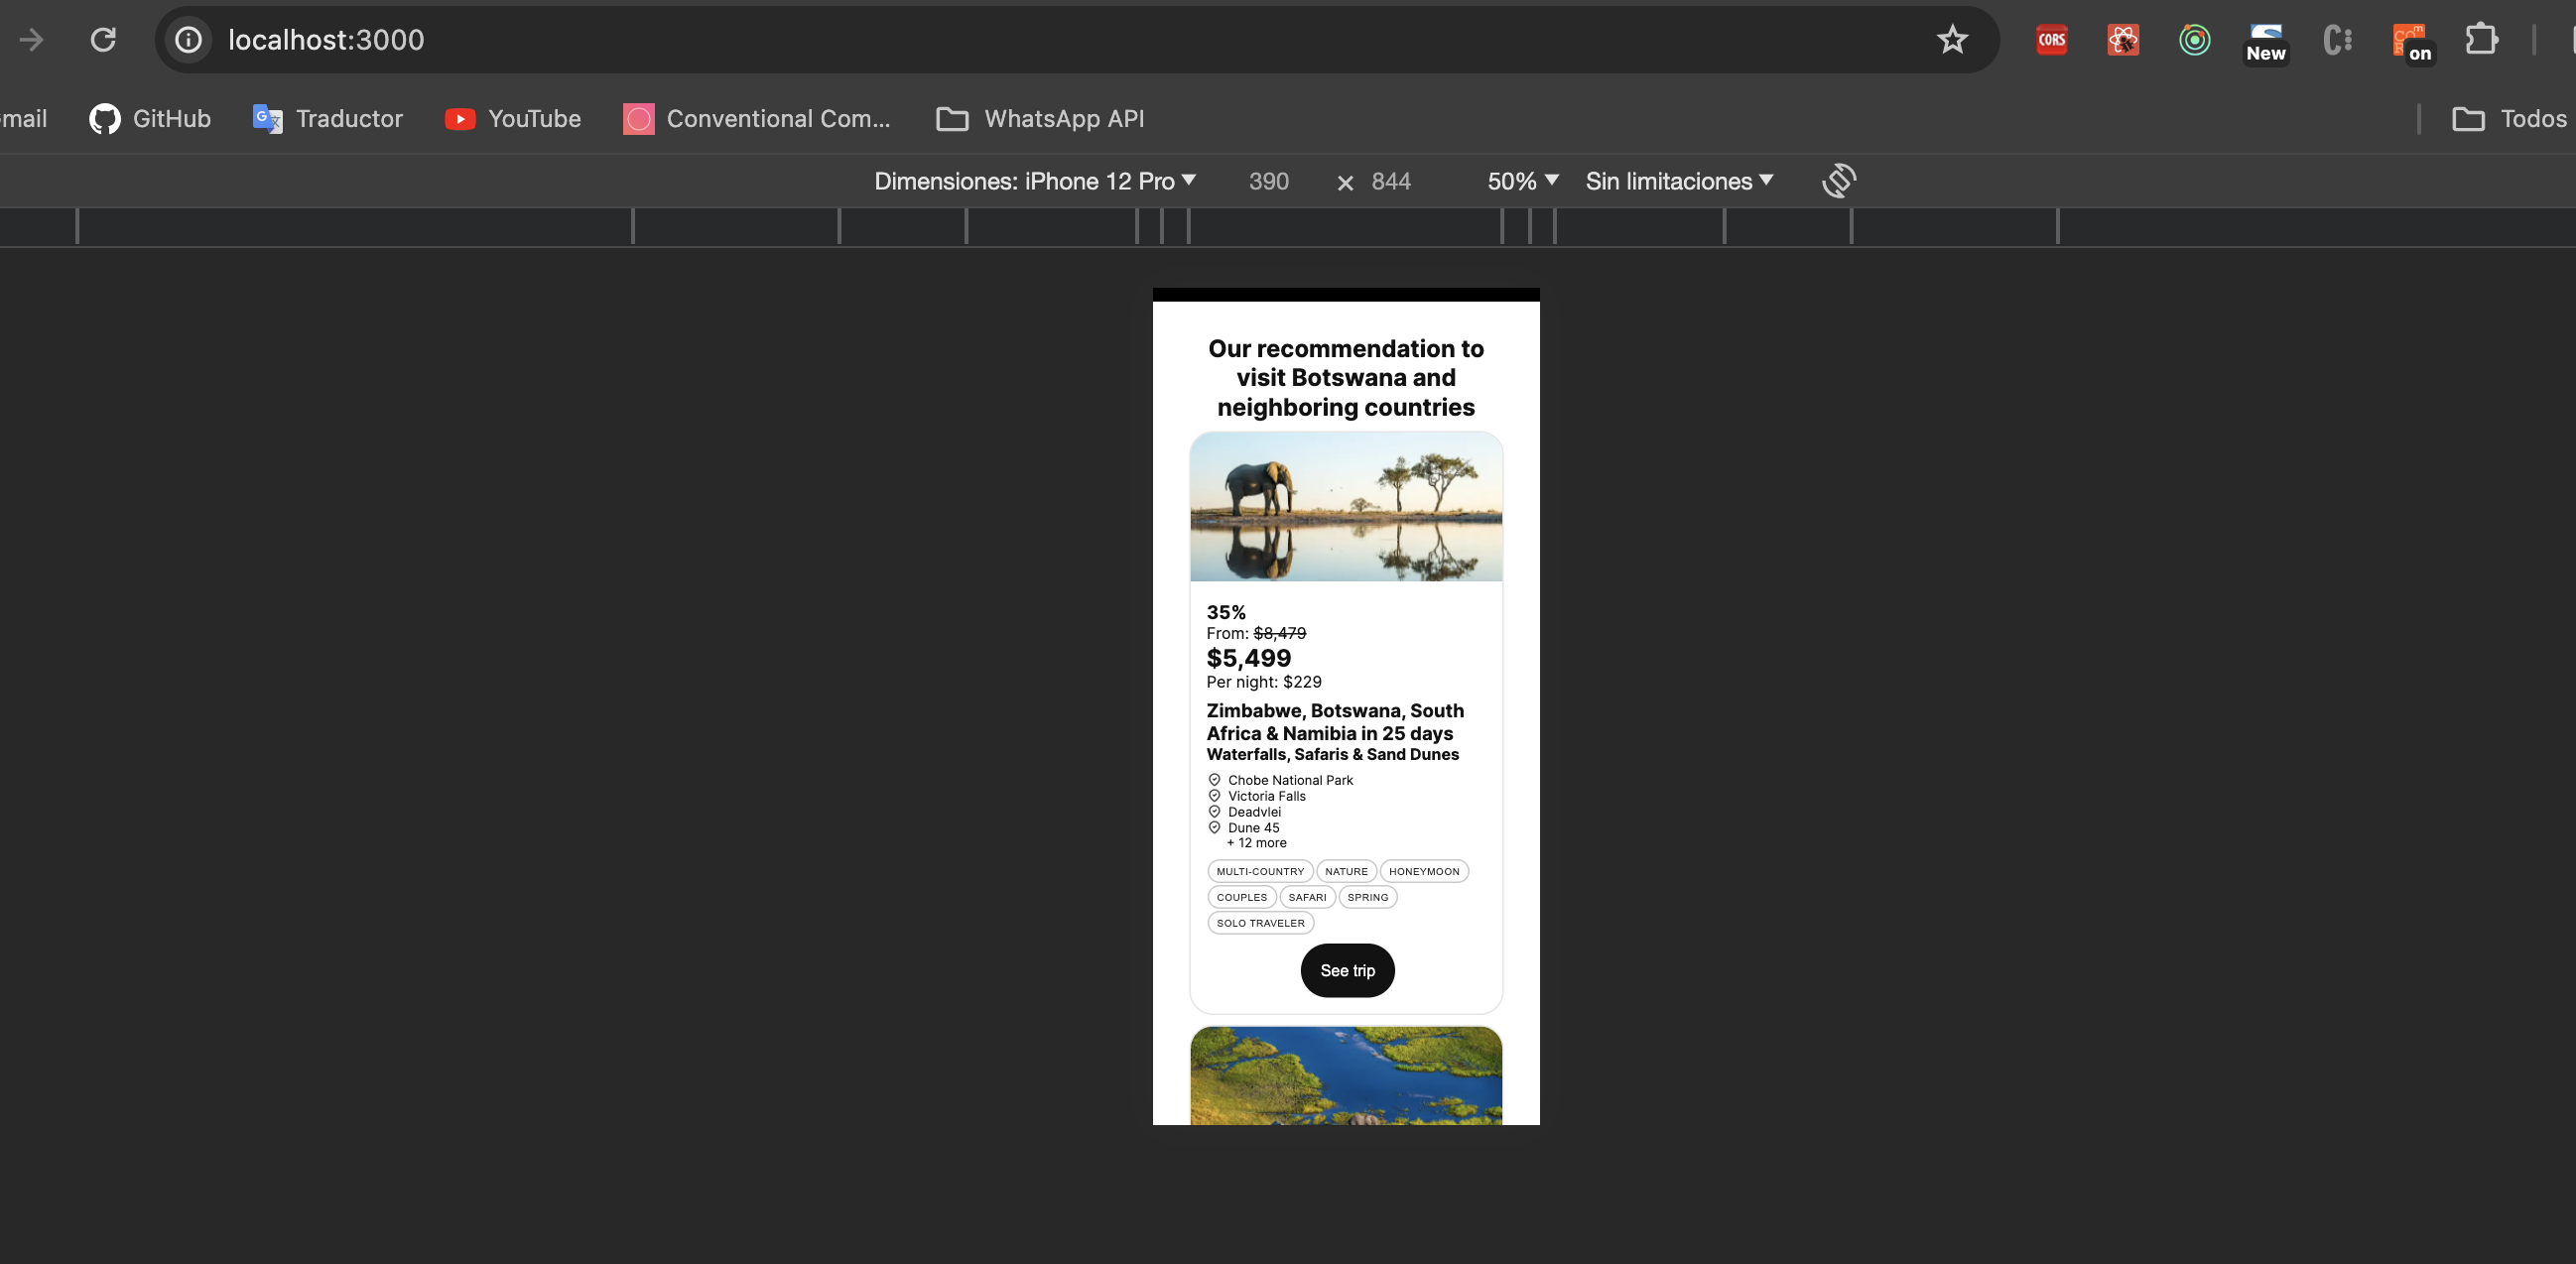 localhost:3000
CORS
New
on
mail
GitHub
Traductor
YouTube
Conventional Com...
WhatsApp API
Todos
Dimensiones: iPhone 12 Pro
390
×
844
50%
Sin limitaciones
Our recommendation to
visit Botswana and
neighboring countries
35%
From: $8,479
$5,499
Per night: $229
Zimbabwe, Botswana, South
Africa & Namibia in 25 days
Waterfalls, Safaris & Sand Dunes
Chobe National Park
Victoria Falls
Deadvlei
Dune 45
+ 12 more
MULTI-COUNTRY
NATURE
HONEYMOON
COUPLES
SAFARI
SPRING
SOLO TRAVELER
See trip